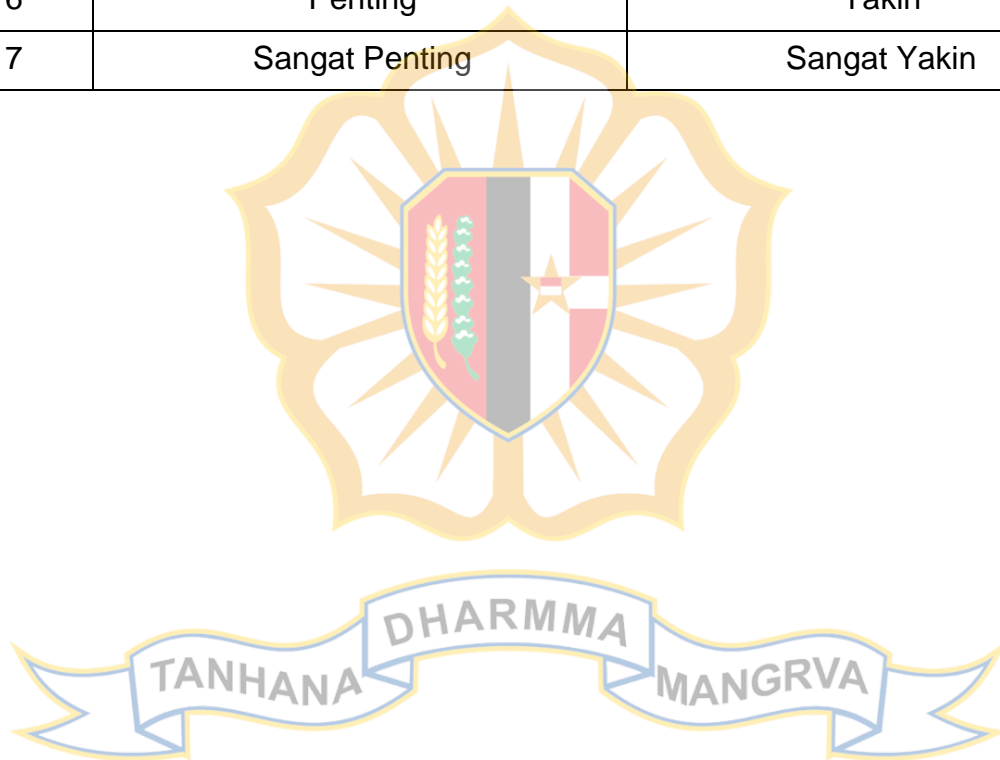 6 Penting Yakin
7 Sangat Penting Sangat Yakin
DHARMMA
TANHANA MANGRVA